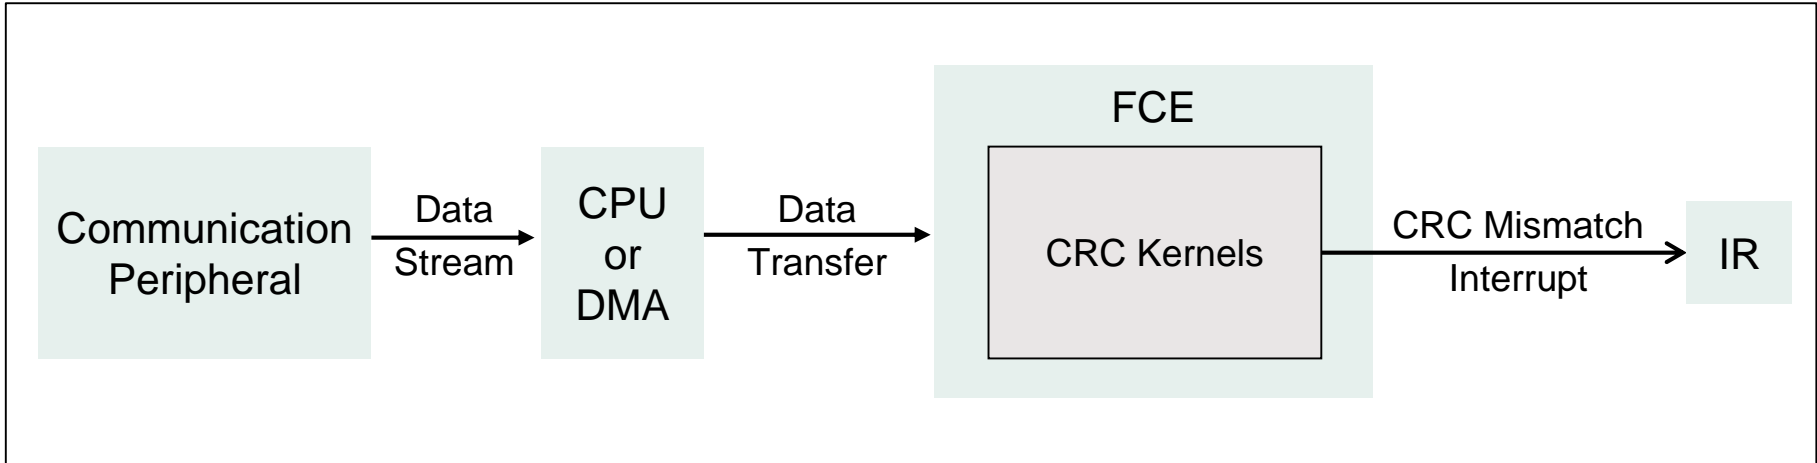 Communication
Peripheral
Data
Stream
CPU
or
DMA
Data
Transfer
FCE
CRC Kernels
CRC Mismatch
Interrupt
IR